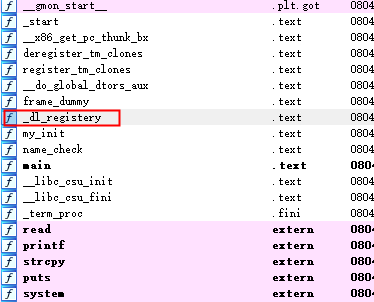 f __gmon_start__ .plt.got 0804
f _start .text 0804
f __x86_get_pc_thunk_bx .text 0804
f deregister_tm_clones .text 0804
f register_tm_clones .text 0804
f __do_global_dtors_aux .text 0804
f frame_dummy .text 0804
f _dl_registery .text 0804
f my_init .text 0804
f name_check .text 0804
f main .text 0804
f __libc_csu_init .text 0804
f __libc_csu_fini .text 0804
f _term_proc .fini 0804
f read extern 0804
f printf extern 0804
f strcpy extern 0804
f puts extern 0804
f system extern 0804